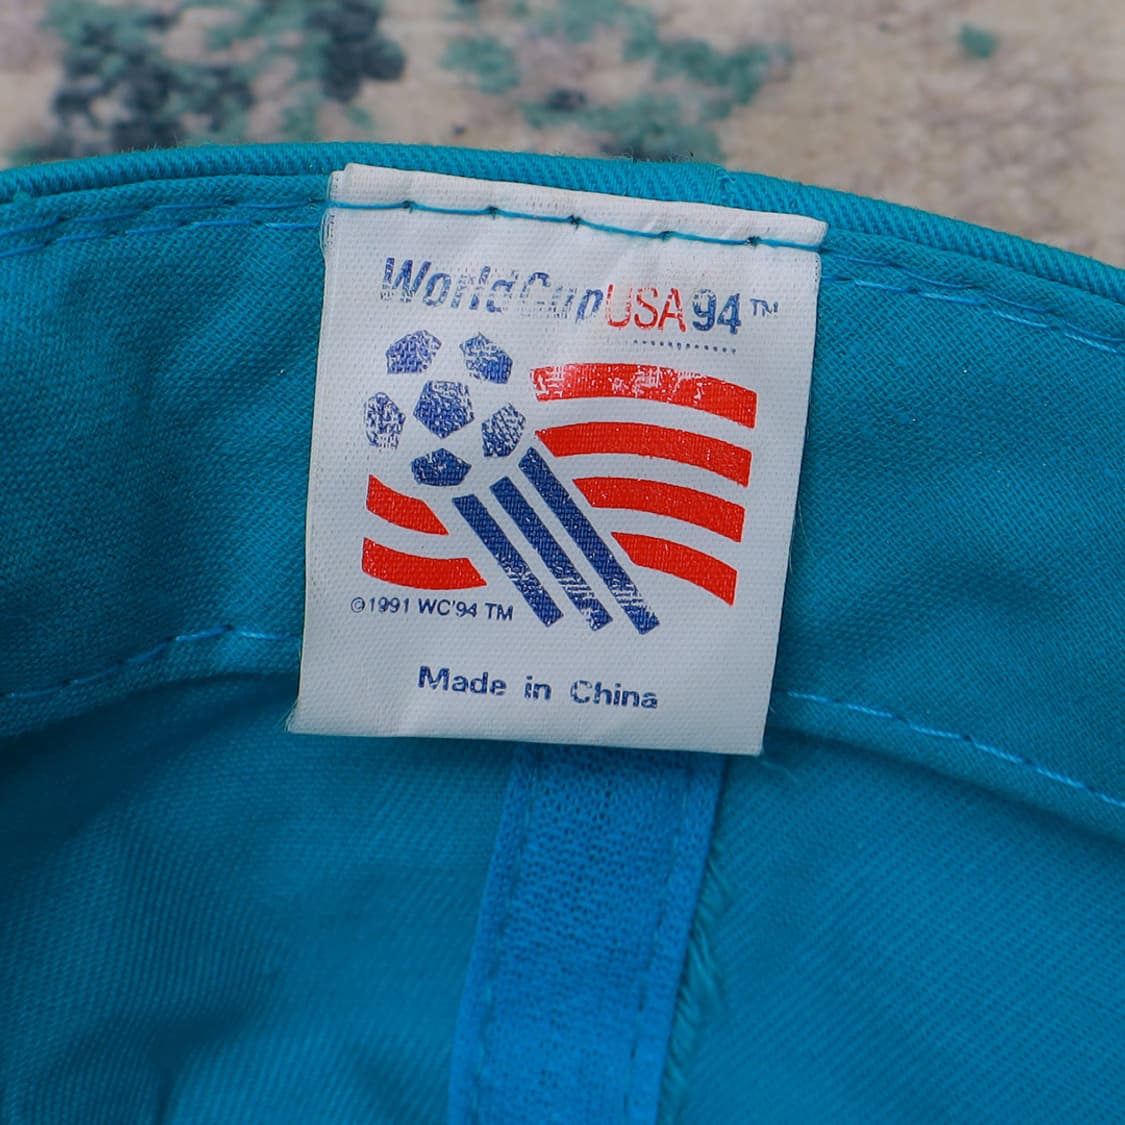 WorldCupUSA94™
©1991 WC'94 TM
Made in China